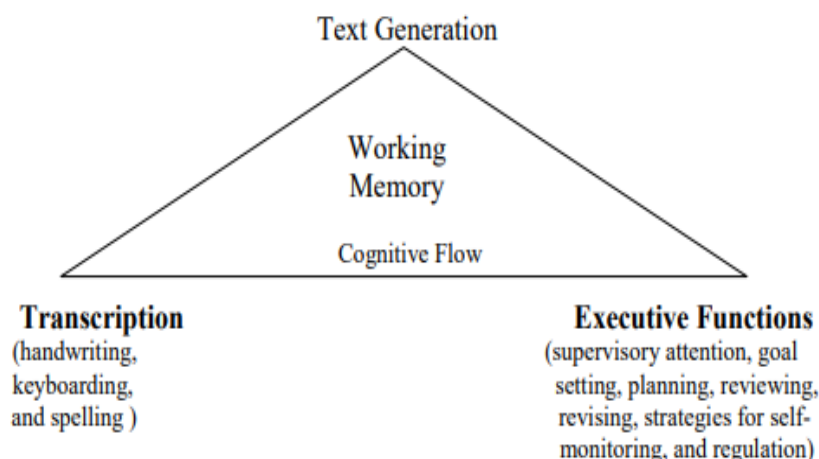 Text Generation
Working
Memory
Cognitive Flow
Transcription
(handwriting,
keyboarding,
and spelling )
Executive Functions
(supervisory attention, goal
setting, planning, reviewing,
revising, strategies for self-
monitoring, and regulation)